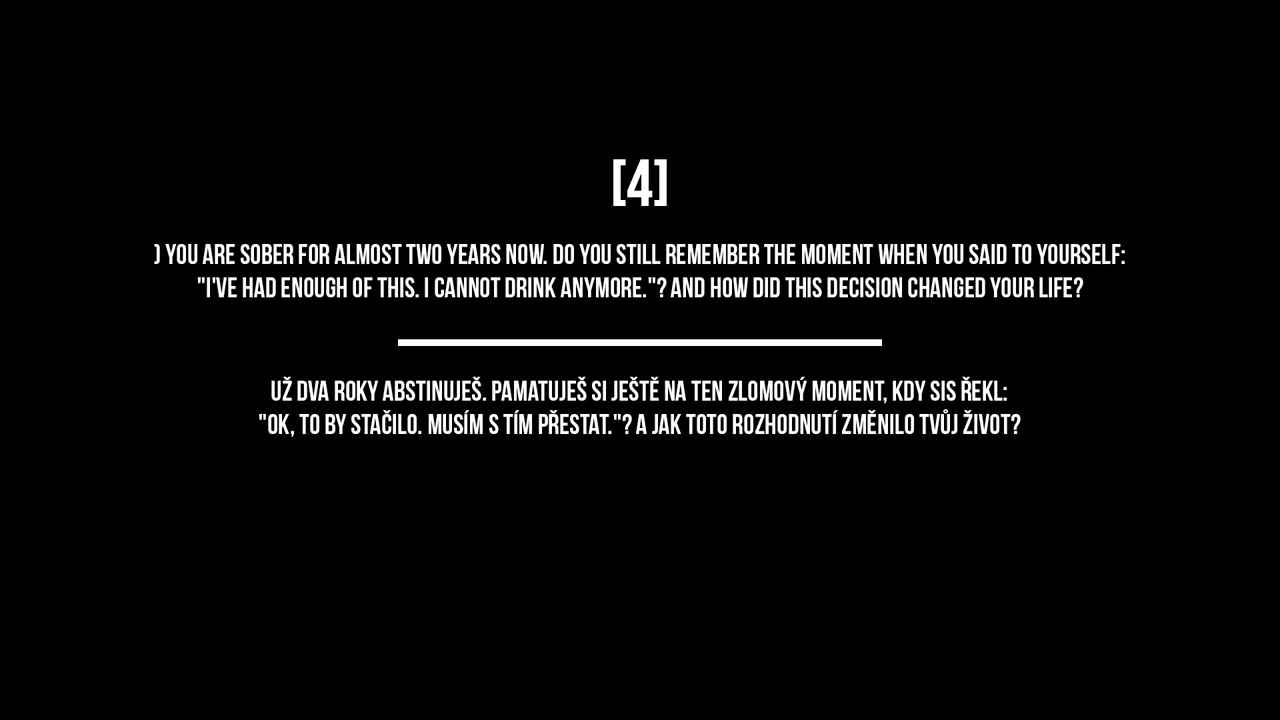 [4]
) YOU ARE SOBER FOR ALMOST TWO YEARS NOW. DO YOU STILL REMEMBER THE MOMENT WHEN YOU SAID TO YOURSELF:
"I'VE HAD ENOUGH OF THIS. I CANNOT DRINK ANYMORE."? AND HOW DID THIS DECISION CHANGED YOUR LIFE?
UŽ DVA ROKY ABSTINUJEŠ. PAMATUJEŠ SI JEŠTĚ NA TEN ZLOMOVÝ MOMENT, KDY SIS ŘEKL:
"OK, TO BY STAČILO. MUSÍM S TÍM PŘESTAT."? A JAK TOTO ROZHODNUTÍ ZMĚNILO TVŮJ ŽIVOT?